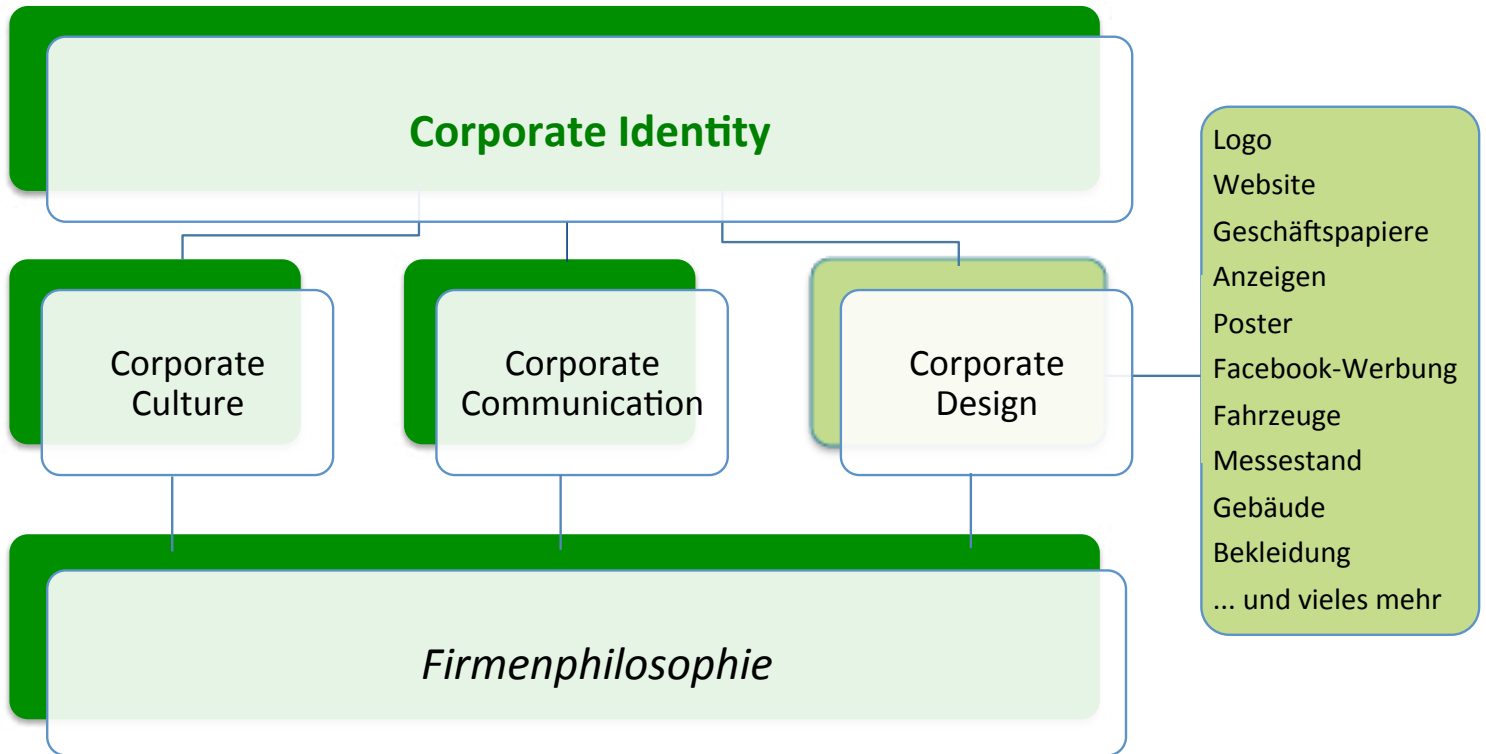 Corporate Identity
Corporate
Culture
Corporate
Communication
Corporate
Design
Logo
Website
Geschäftspapiere
Anzeigen
Poster
Facebook-Werbung
Fahrzeuge
Messestand
Gebäude
Bekleidung
... und vieles mehr
Firmenphilosophie